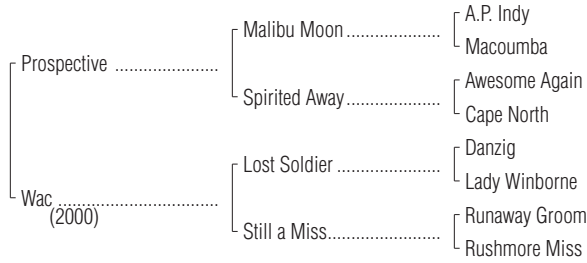 A.P. Indy
Malibu Moon ....................
Macoumba
Prospective ......................
Awesome Again
Spirited Away....................
Cape North
Danzig
Lost Soldier ......................
Lady Winborne
Wac ................................
(2000)
Runaway Groom
Still a Miss........................
Rushmore Miss